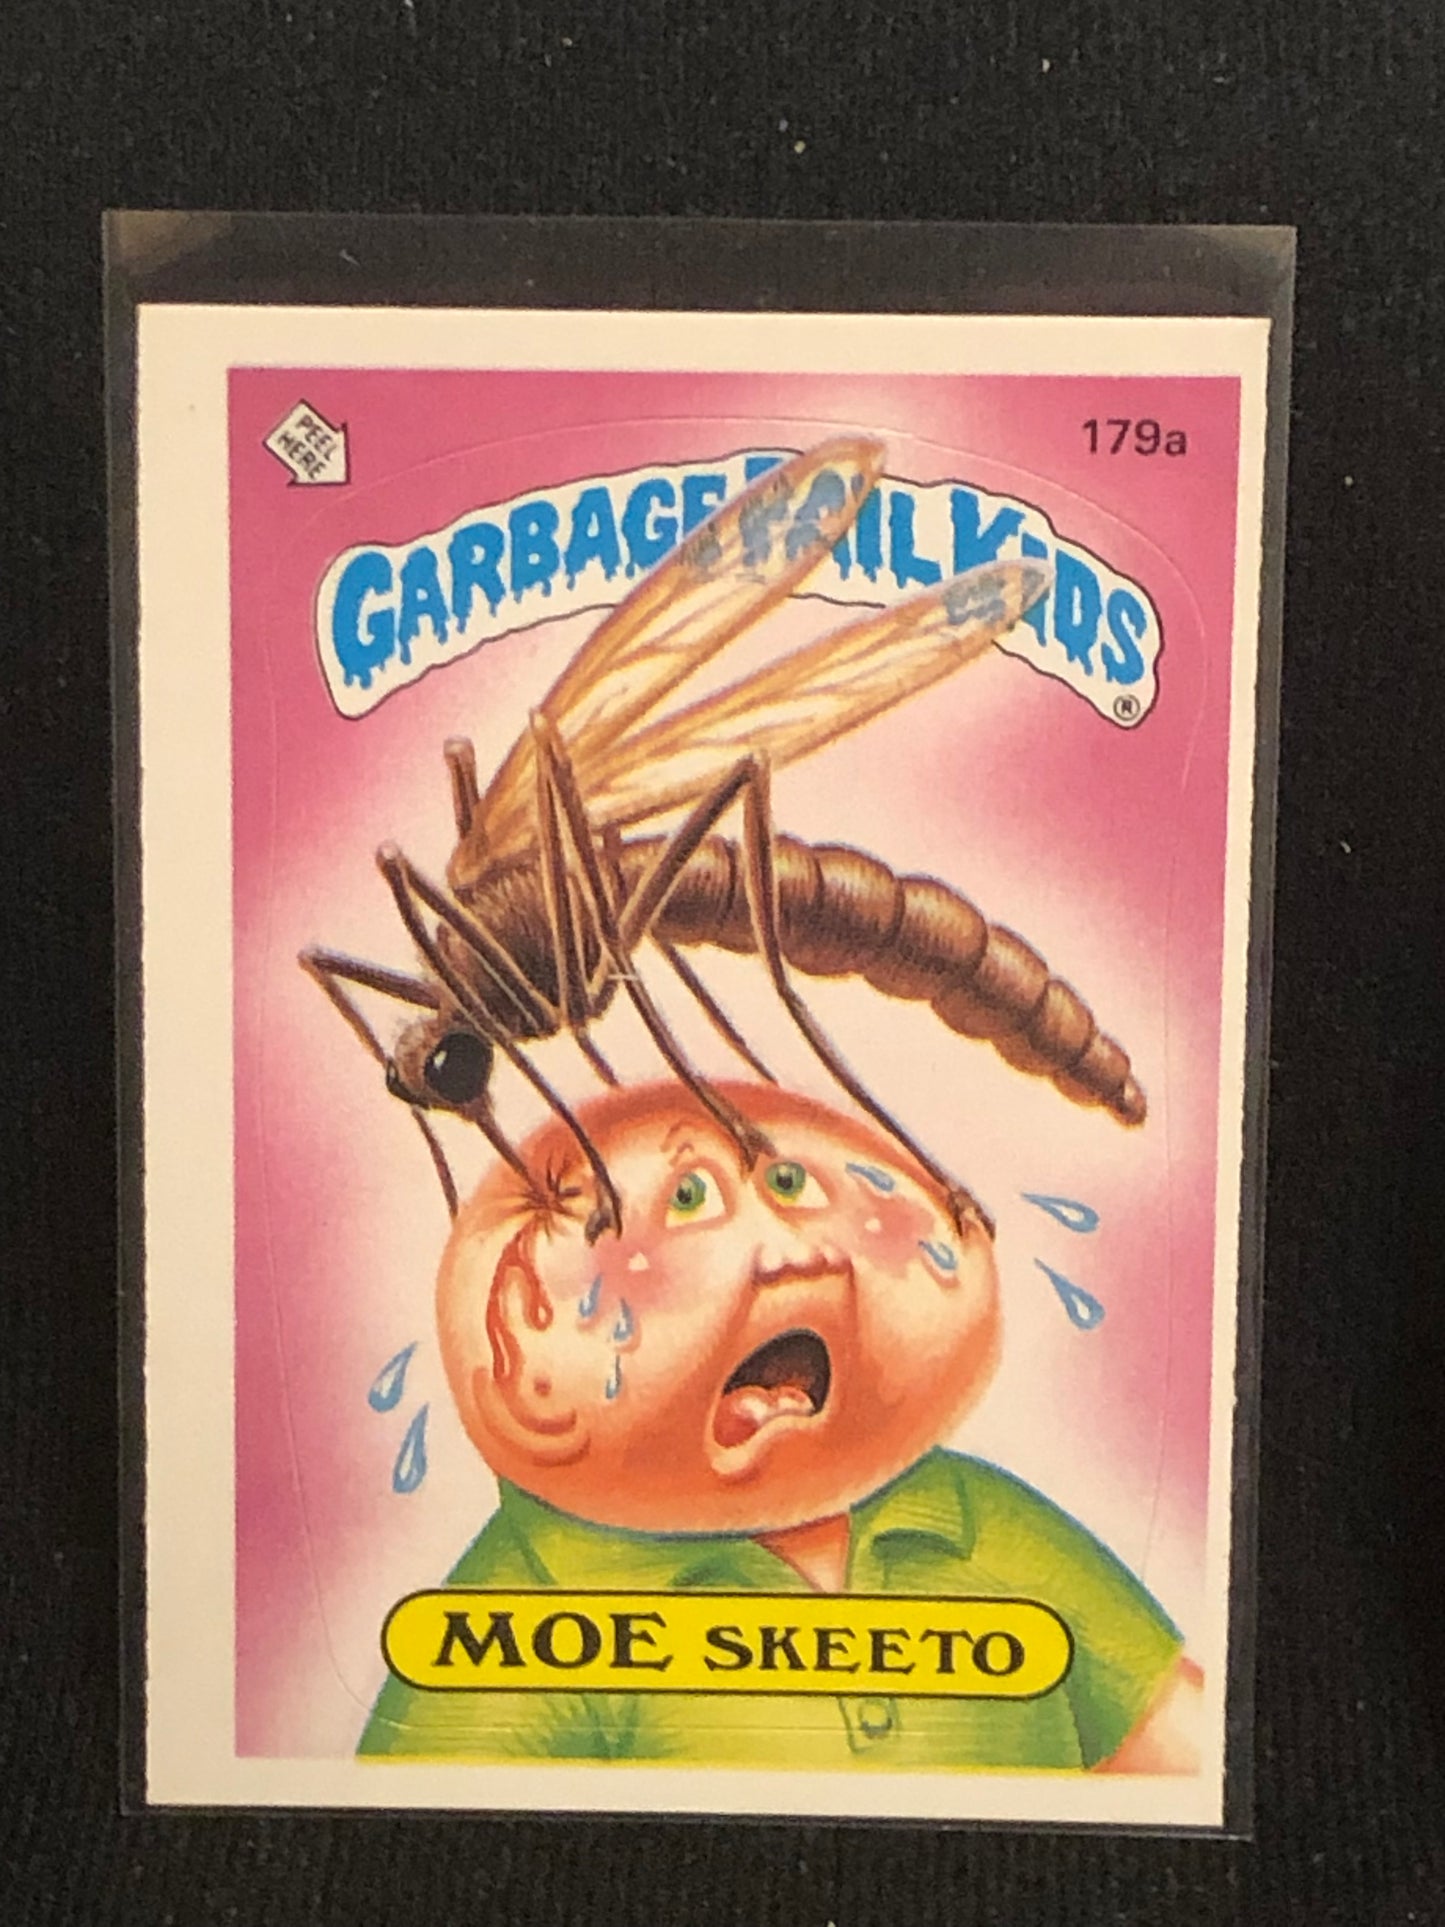 PEEL
HERE
179a
GARBAGE PAIL KIDS
®
MOE SKEETO